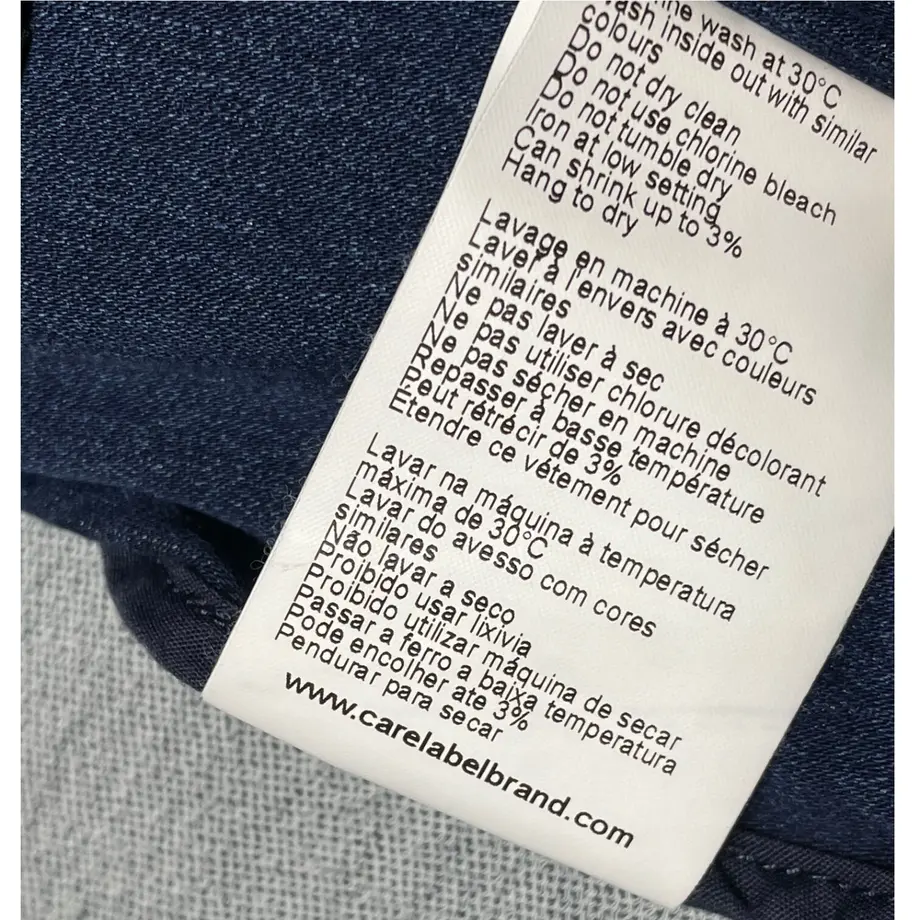 wash at 30°C
inside out with similar
colours
Do not dry clean
Do not use chlorine bleach
Do not tumble dry
Iron at low setting
Can shrink up to 3%
Hang to dry
Lavage en machine à 30°C
Laver à l'envers avec couleurs
similaires
Ne pas laver à sec
Ne pas utiliser chlorure décolorant
Ne pas sécher en machine
Repasser à basse température
Peut rétrécir de 3%
Étendre ce vétement pour sécher
Lavar na máquina à temperatura
máxima de 30°C
Lavar do avesso com cores
similares
Não lavar a seco
Proibido usar lixivia
Proibido utilizar máquina de secar
Passar a ferro a baixa temperatura
Pode encolher até 3%
Pendurar para secar
www.carelabelbrand.com